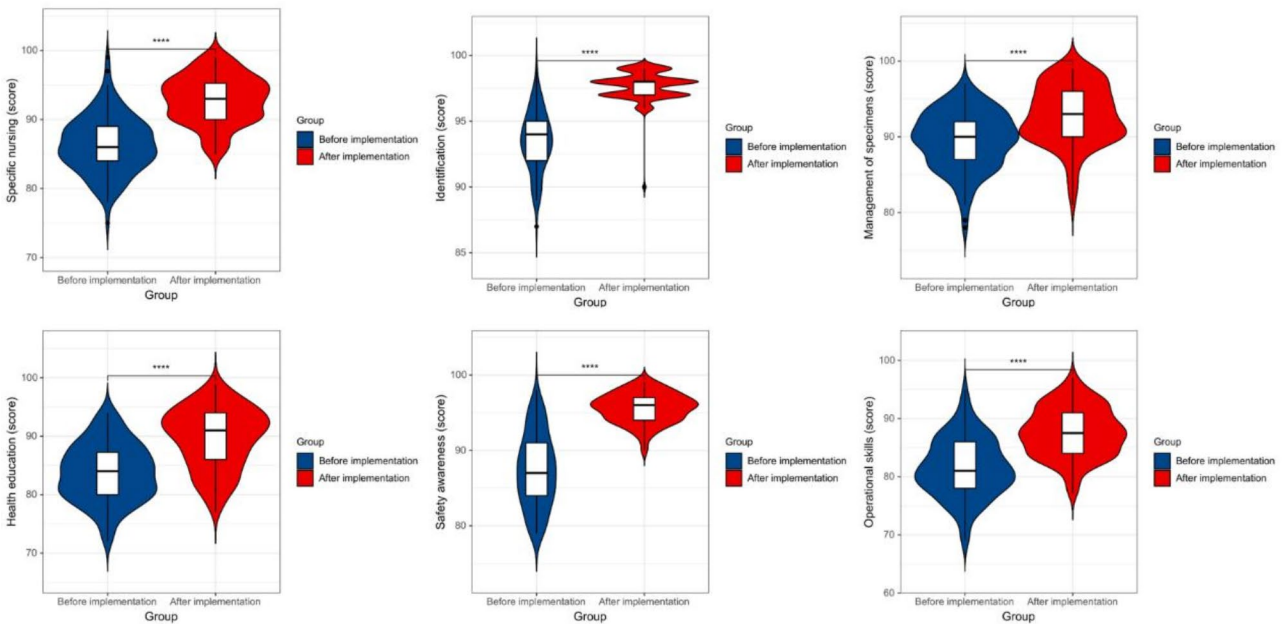 Specific nursing (score)
100
90
80
70
****
Before implementation After implementation
Group
Group
Before implementation
After implementation
Identification (score)
100
95
90
85
****
Before implementation After implementation
Group
Group
Before implementation
After implementation
Management of specimens (score)
100
90
80
****
Before implementation After implementation
Group
Group
Before implementation
After implementation
Health education (score)
100
90
80
70
****
Before implementation After implementation
Group
Group
Before implementation
After implementation
Safety awareness (score)
100
90
80
****
Before implementation After implementation
Group
Group
Before implementation
After implementation
Operational skills (score)
100
90
80
70
60
****
Before implementation After implementation
Group
Group
Before implementation
After implementation